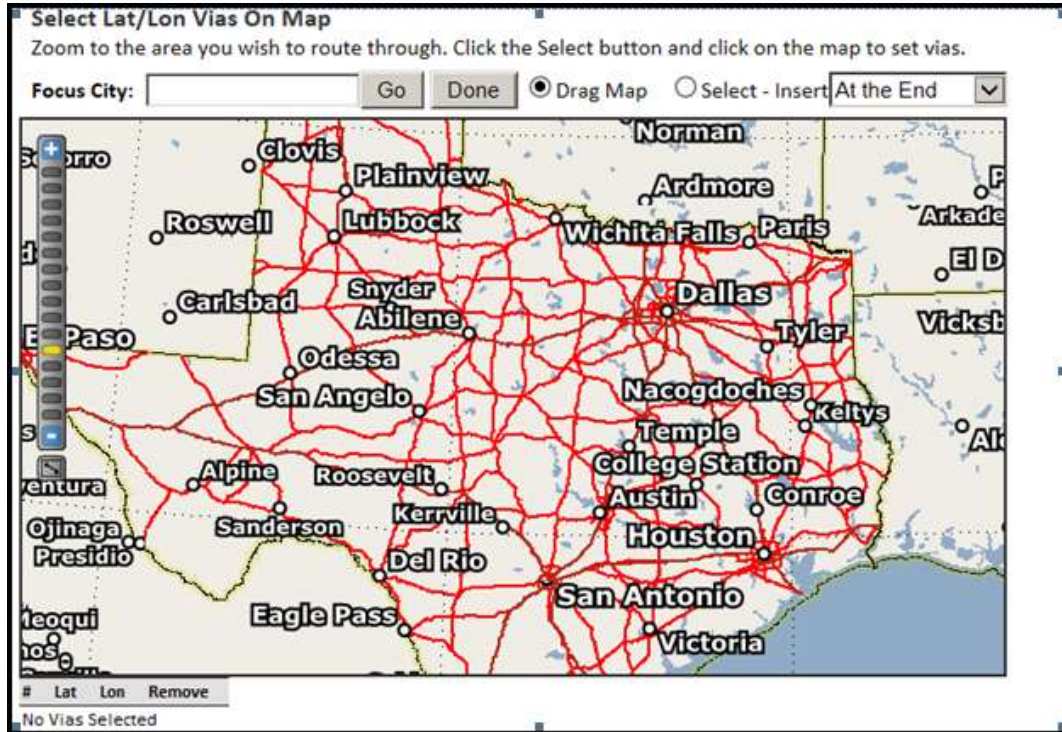 Select Lat/Lon Vias On Map
Zoom to the area you wish to route through. Click the Select button and click on the map to set vias.
Focus City: Go Done Drag Map Select - Insert At the End
Norman
Clovis
Plainview
Ardmore
Roswell
Lubbock
Wichita Falls
Paris
Arkade
El D
Snyder
Carlsbad
Dallas
Abilene
Vicksb
Paso
Tyler
Odessa
San Angelo
Nacogdoches
Keltys
Temple
College Station
Alpine
Roosevelt
Austin
Conroe
Kerrville
Ojinaga
Sanderson
Houston
Presidio
Del Rio
San Antonio
Eagle Pass
Victoria
# Lat Lon Remove
No Vias Selected